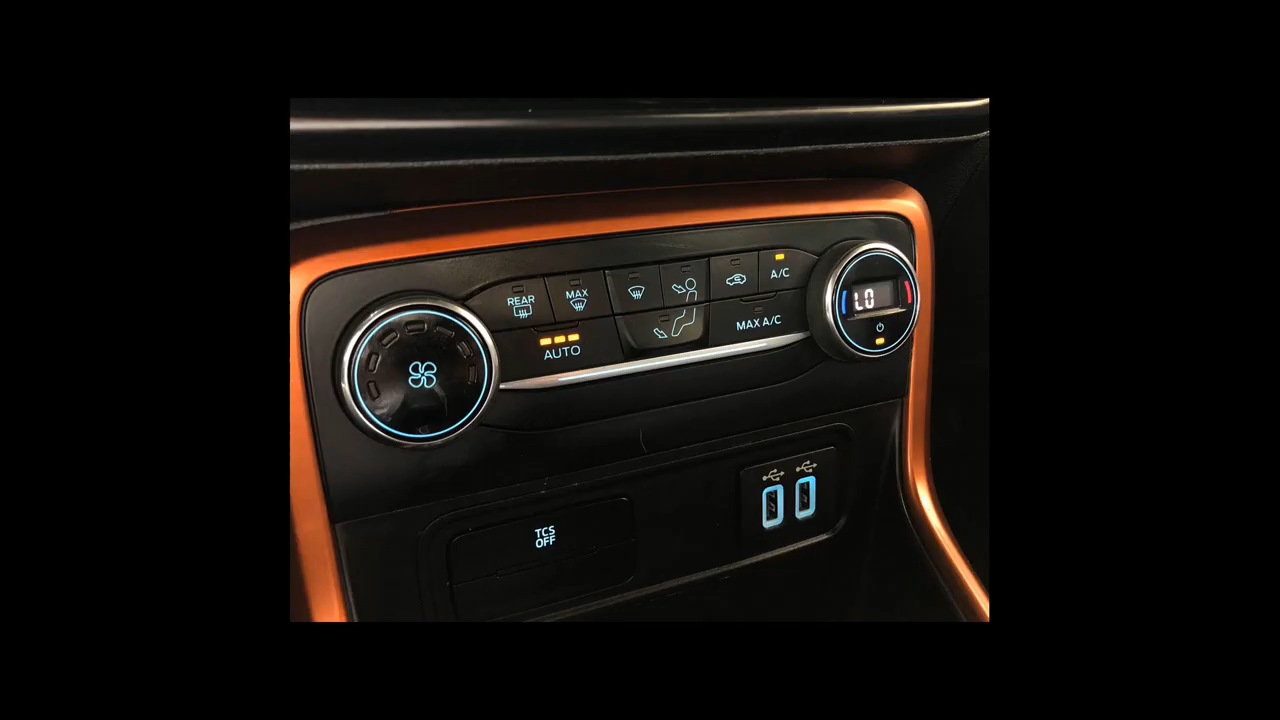 REAR
MAX
A/C
AUTO
MAX A/C
LO
TCS
OFF